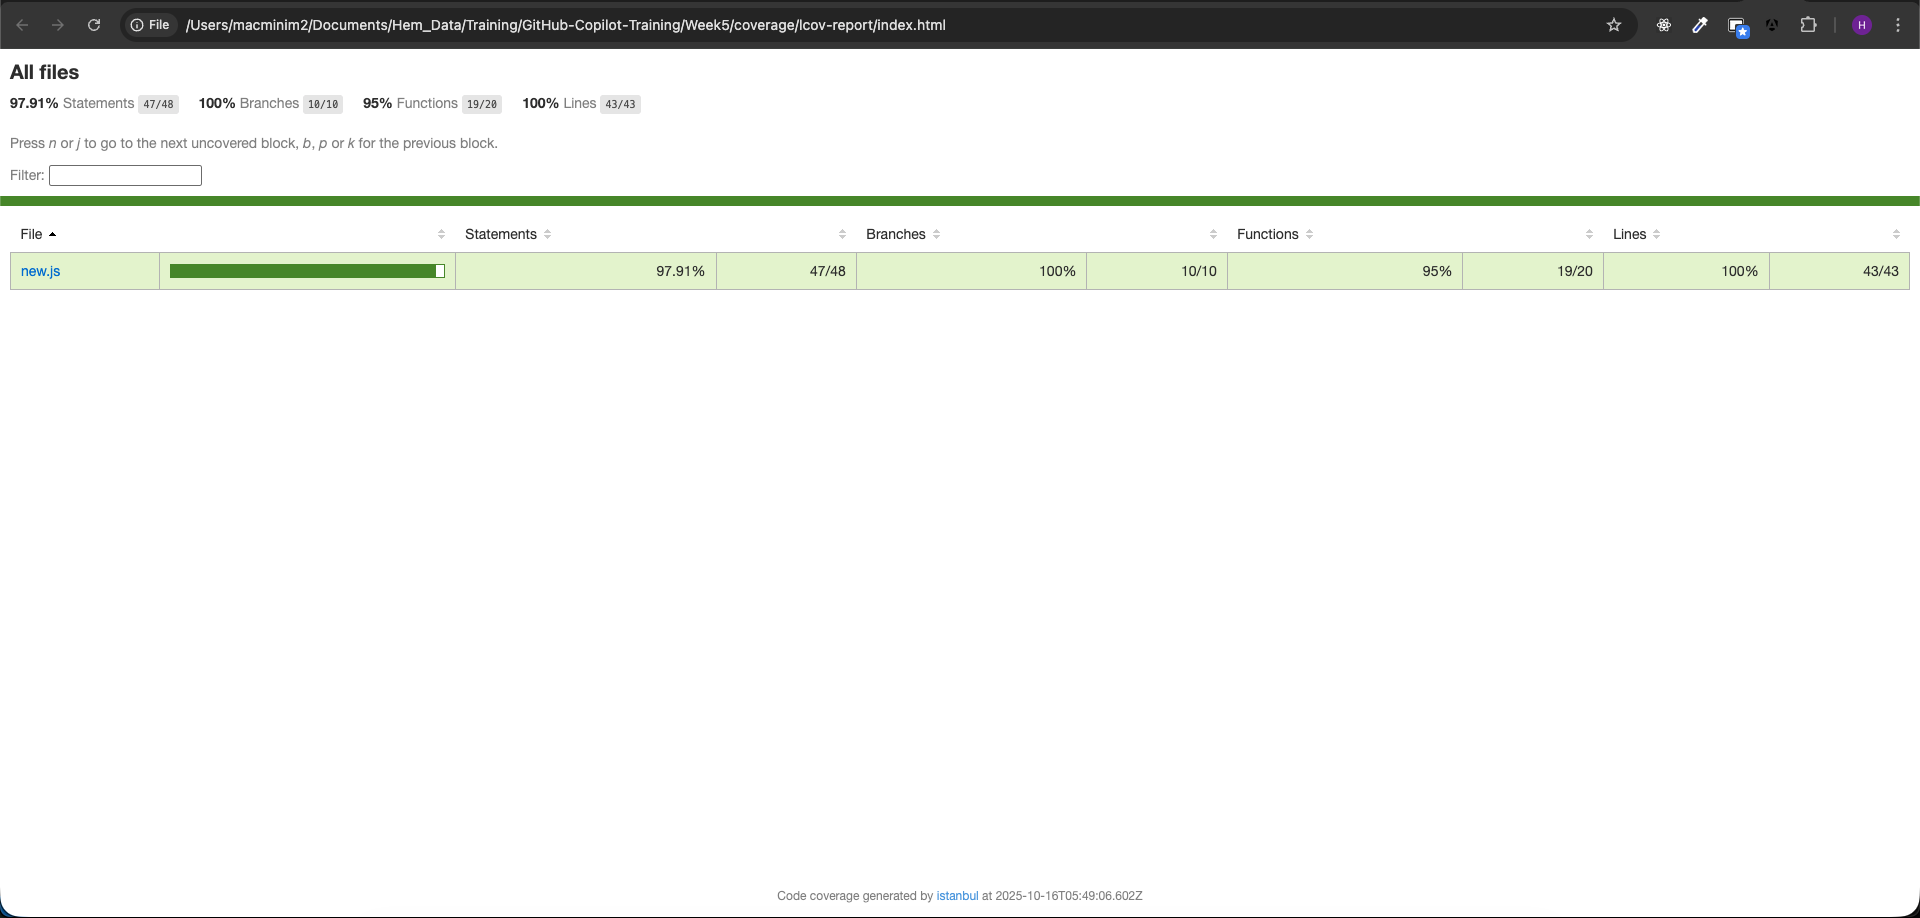 File /Users/macminim2/Documents/Hem_Data/Training/GitHub-Copilot-Training/Week5/coverage/lcov-report/index.html H
All files
97.91% Statements 47/48 100% Branches 10/10 95% Functions 19/20 100% Lines 43/43
Press n or j to go to the next uncovered block, b, p or k for the previous block.
Filter:
File Statements Branches Functions Lines
new.js 97.91% 47/48 100% 10/10 95% 19/20 100% 43/43
Code coverage generated by istanbul at 2025-10-16T05:49:06.602Z